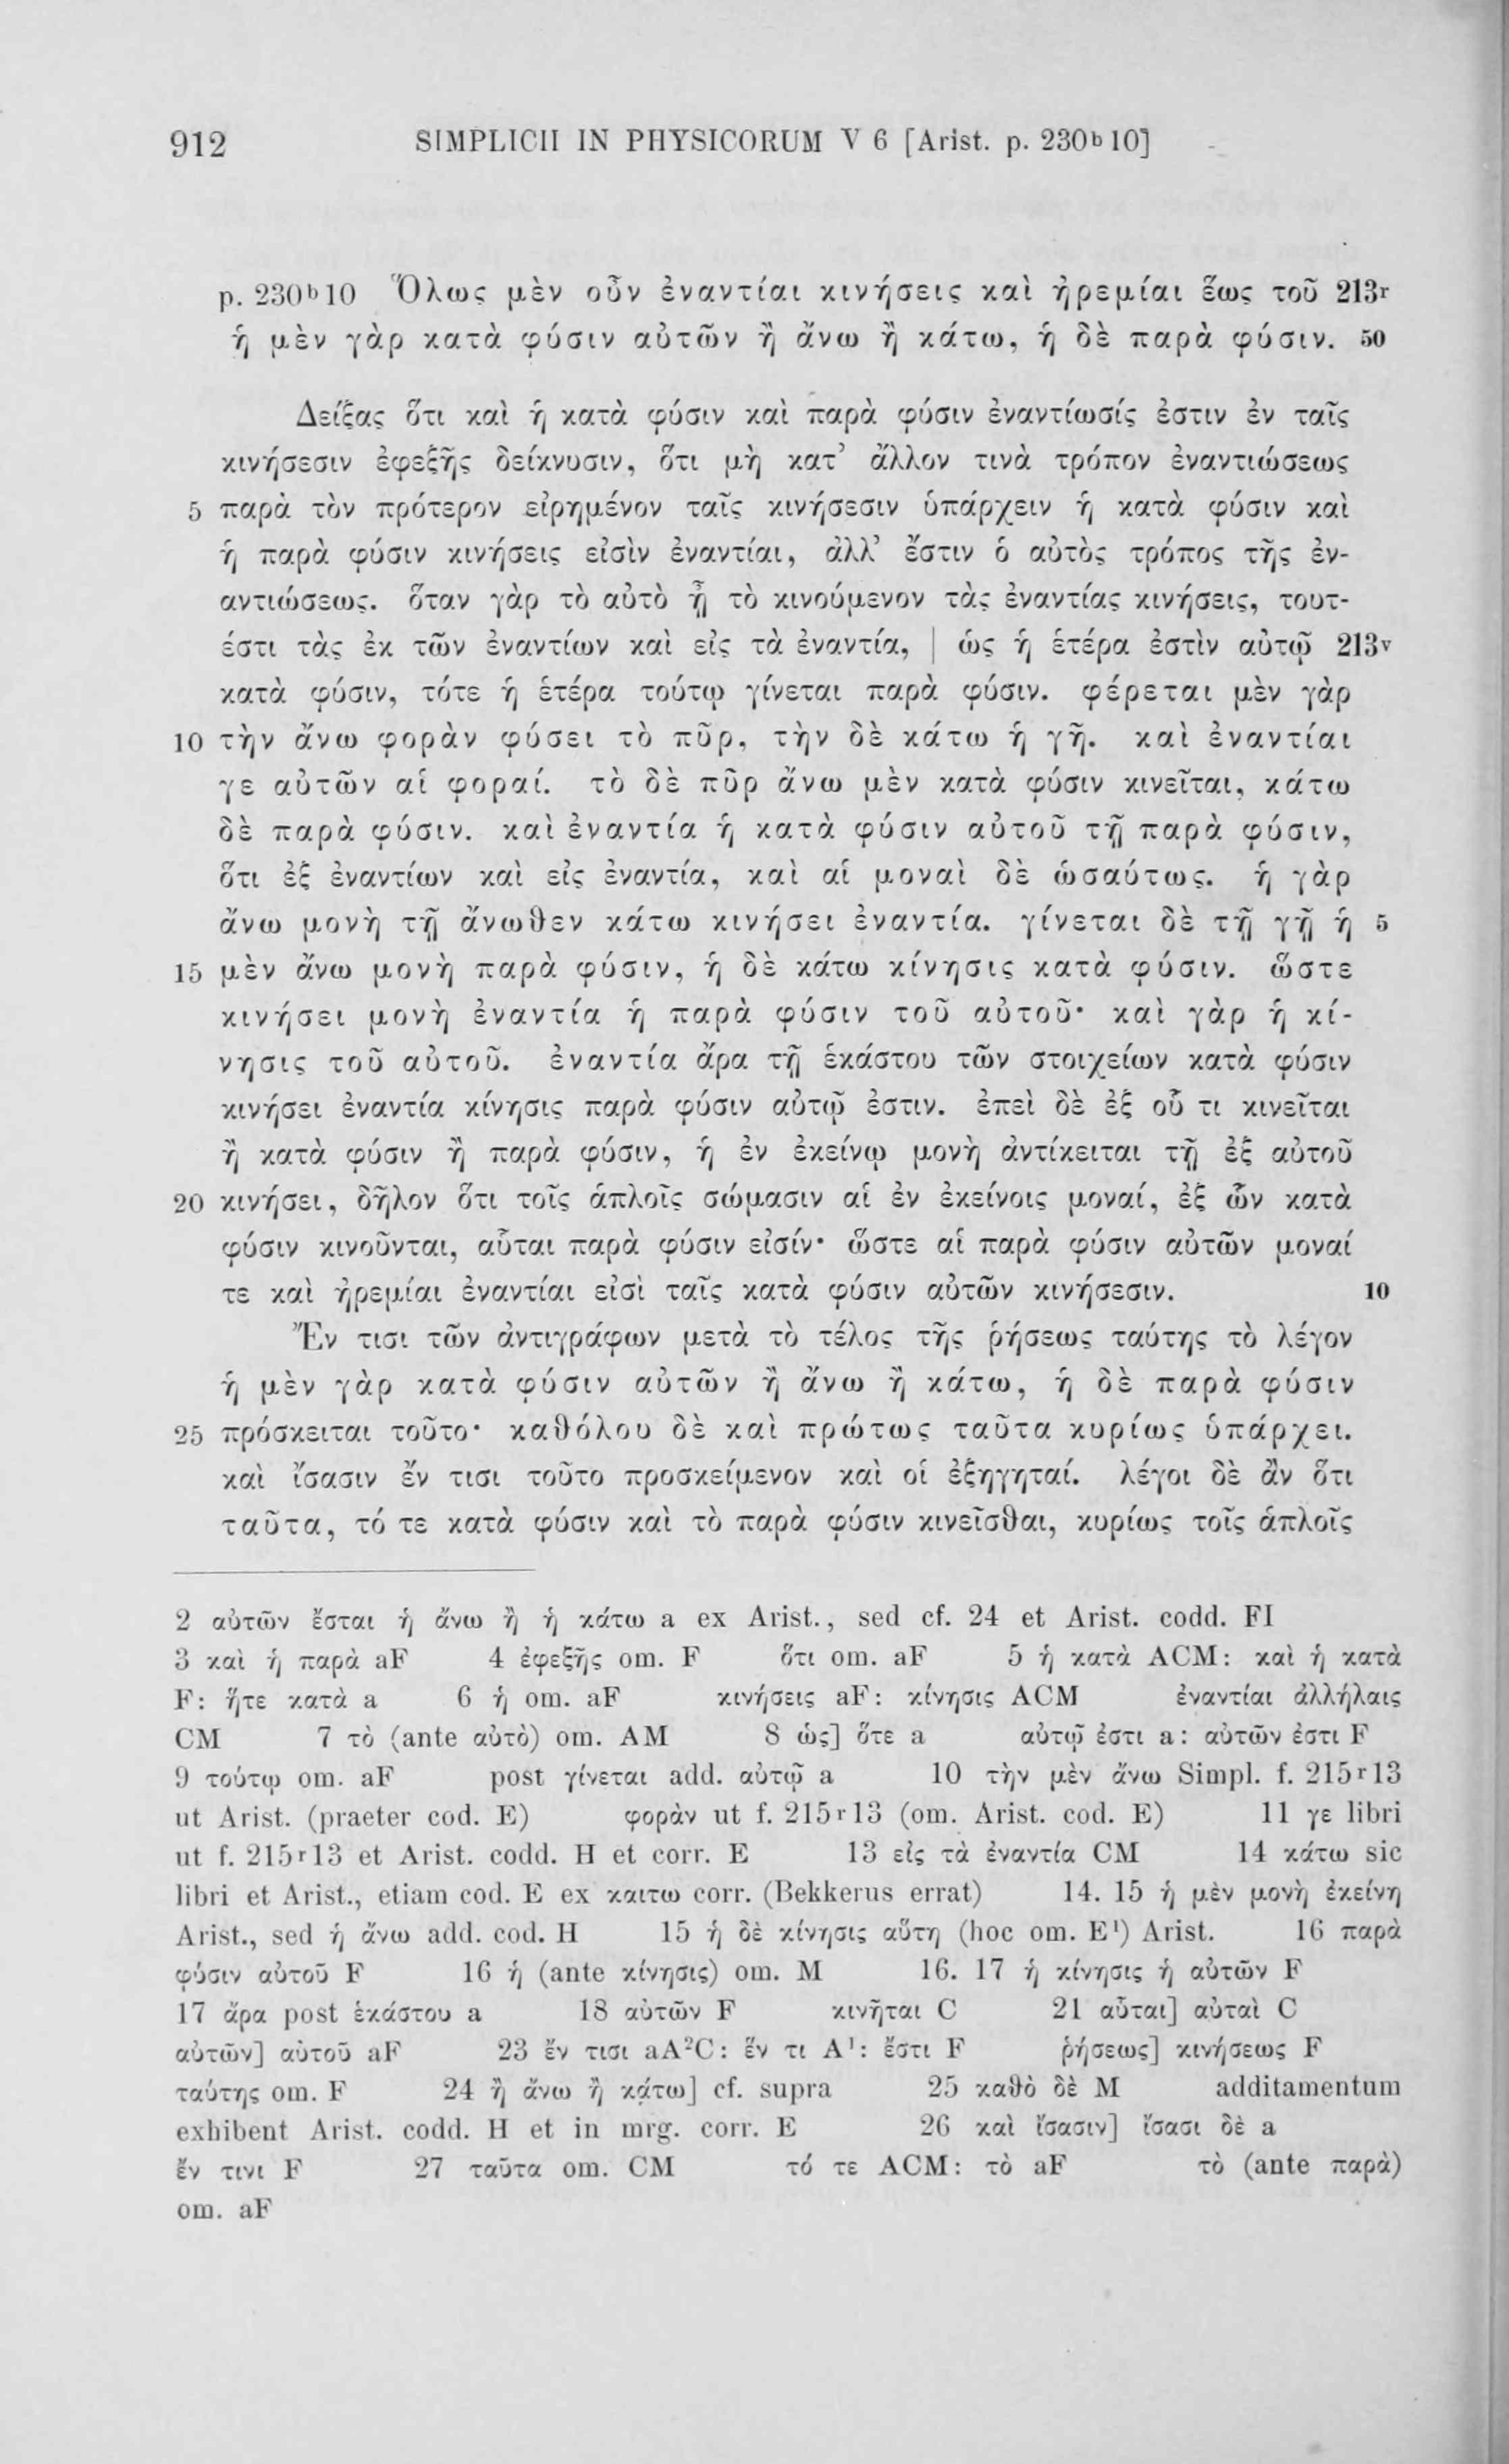 912 SIMPLICII IN PHYSICORUM V 6 [Arist. p. 230b10]
p. 230b10 Ὅλως μὲν οὖν ἐναντίαι κινήσεις καὶ ἠρεμίαι ἕως τοῦ 213r
ἡ μὲν γὰρ κατὰ φύσιν αὐτῶν ἢ ἄνω ἢ κάτω, ἡ δὲ παρὰ φύσιν. 50
Δείξας ὅτι καὶ ἡ κατὰ φύσιν καὶ παρὰ φύσιν ἐναντίωσίς ἐστιν ἐν ταῖς
κινήσεσιν ἐφεξῆς δείκνυσιν, ὅτι μὴ κατ’ ἄλλον τινὰ τρόπον ἐναντιώσεως
5 παρὰ τὸν πρότερον εἰρημένον ταῖς κινήσεσιν ὑπάρχειν ἡ κατὰ φύσιν καὶ
ἡ παρὰ φύσιν κινήσεις εἰσὶν ἐναντίαι, ἀλλ’ ἔστιν ὁ αὐτὸς τρόπος τῆς ἐν-
αντιώσεως. ὅταν γὰρ τὸ αὐτὸ ᾖ τὸ κινούμενον τὰς ἐναντίας κινήσεις, τουτ-
έστι τὰς ἐκ τῶν ἐναντίων καὶ εἰς τὰ ἐναντία, | ὡς ἡ ἑτέρα ἐστὶν αὐτῷ 213v
κατὰ φύσιν, τότε ἡ ἑτέρα τούτῳ γίνεται παρὰ φύσιν. φέρεται μὲν γὰρ
10 τὴν ἄνω φορὰν φύσει τὸ πῦρ, τὴν δὲ κάτω ἡ γῆ. καὶ ἐναντίαι
γε αὐτῶν αἱ φοραί. τὸ δὲ πῦρ ἄνω μὲν κατὰ φύσιν κινεῖται, κάτω
δὲ παρὰ φύσιν. καὶ ἐναντία ἡ κατὰ φύσιν αὐτοῦ τῇ παρὰ φύσιν,
ὅτι ἐξ ἐναντίων καὶ εἰς ἐναντία, καὶ αἱ μοναὶ δὲ ὡσαύτως. ἡ γὰρ
ἄνω μονὴ τῇ ἄνωθεν κάτω κινήσει ἐναντία. γίνεται δὲ τῇ γῇ ἡ 5
15 μὲν ἄνω μονὴ παρὰ φύσιν, ἡ δὲ κάτω κίνησις κατὰ φύσιν. ὥστε
κινήσει μονὴ ἐναντία ἡ παρὰ φύσιν τοῦ αὐτοῦ· καὶ γὰρ ἡ κί-
νησις τοῦ αὐτοῦ. ἐναντία ἄρα τῇ ἑκάστου τῶν στοιχείων κατὰ φύσιν
κινήσει ἐναντία κίνησις παρὰ φύσιν αὐτῷ ἐστιν. ἐπεὶ δὲ ἐξ οὗ τι κινεῖται
ἢ κατὰ φύσιν ἢ παρὰ φύσιν, ἡ ἐν ἐκείνῳ μονὴ ἀντίκειται τῇ ἐξ αὐτοῦ
20 κινήσει, δῆλον ὅτι τοῖς ἁπλοῖς σώμασιν αἱ ἐν ἐκείνοις μοναί, ἐξ ὧν κατὰ
φύσιν κινοῦνται, αὗται παρὰ φύσιν εἰσίν· ὥστε αἱ παρὰ φύσιν αὐτῶν μοναί
τε καὶ ἠρεμίαι ἐναντίαι εἰσὶ ταῖς κατὰ φύσιν αὐτῶν κινήσεσιν. 10
Ἔν τισι τῶν ἀντιγράφων μετὰ τὸ τέλος τῆς ῥήσεως ταύτης τὸ λέγον
ἡ μὲν γὰρ κατὰ φύσιν αὐτῶν ἢ ἄνω ἢ κάτω, ἡ δὲ παρὰ φύσιν
25 πρόσκειται τοῦτο· καθόλου δὲ καὶ πρώτως ταῦτα κυρίως ὑπάρχει.
καὶ ἴσασιν ἔν τισι τοῦτο προσκείμενον καὶ οἱ ἐξηγηταί. λέγοι δὲ ἂν ὅτι
ταῦτα, τό τε κατὰ φύσιν καὶ τὸ παρὰ φύσιν κινεῖσθαι, κυρίως τοῖς ἁπλοῖς
2 αὐτῶν ἔσται ἡ ἄνω ἢ ἡ κάτω a ex Arist., sed cf. 24 et Arist. codd. FI
3 καὶ ἡ παρὰ aF 4 ἐφεξῆς om. F ὅτι om. aF 5 ἡ κατὰ ACM: καὶ ἡ κατὰ
F: ἥτε κατὰ a 6 ἡ om. aF κινήσεις aF: κίνησις ACM ἐναντίαι ἀλλήλαις
CM 7 τὸ (ante αὐτὸ) om. AM 8 ὡς] ὅτε a αὐτῷ ἐστι a: αὐτῶν ἐστι F
9 τούτῳ om. aF post γίνεται add. αὐτῷ a 10 τὴν μὲν ἄνω Simpl. f. 215r13
ut Arist. (praeter cod. E) φορὰν ut f. 215r13 (om. Arist. cod. E) 11 γε libri
ut f. 215r13 et Arist. codd. H et corr. E 13 εἰς τὰ ἐναντία CM 14 κάτω sic
libri et Arist., etiam cod. E ex καιτω corr. (Bekkerus errat) 14. 15 ἡ μὲν μονὴ ἐκείνη
Arist., sed ἡ ἄνω add. cod. H 15 ἡ δὲ κίνησις αὕτη (hoc om. E¹) Arist. 16 παρὰ
φύσιν αὐτοῦ F 16 ἡ (ante κίνησις) om. M 16. 17 ἡ κίνησις ἡ αὐτῶν F
17 ἄρα post ἑκάστου a 18 αὐτῶν F κινῆται C 21 αὗται] αὐταὶ C
αὐτῶν] αὐτοῦ aF 23 ἔν τισι aA²C: ἕν τι A¹: ἔστι F ῥήσεως] κινήσεως F
ταύτης om. F 24 ἢ ἄνω ἢ κάτω] cf. supra 25 καθὸ δὲ M additamentum
exhibent Arist. codd. H et in mrg. corr. E 26 καὶ ἴσασιν] ἴσασι δὲ a
ἔν τινι F 27 ταῦτα om. CM τό τε ACM: τὸ aF τὸ (ante παρὰ)
om. aF